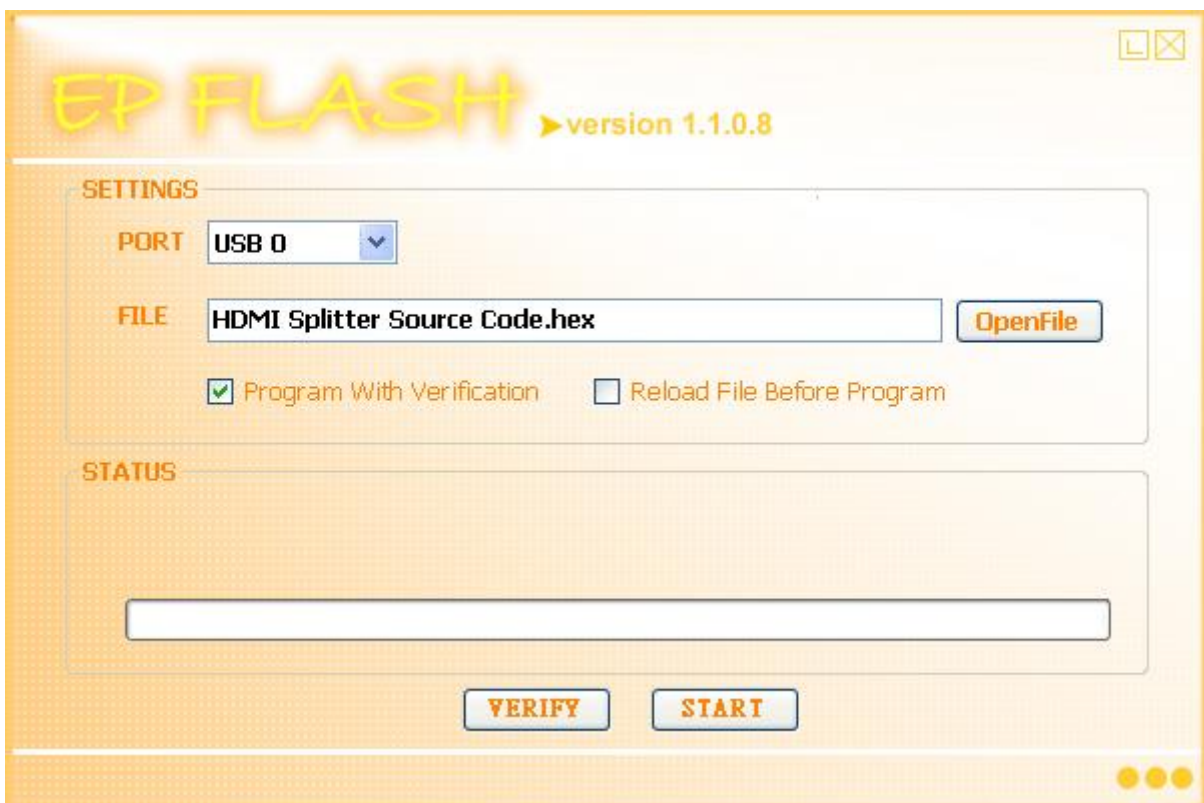 EP FLASH
➤version 1.1.0.8
SETTINGS
PORT USB 0
FILE HDMI Splitter Source Code.hex OpenFile
Program With Verification Reload File Before Program
STATUS
VERIFY START